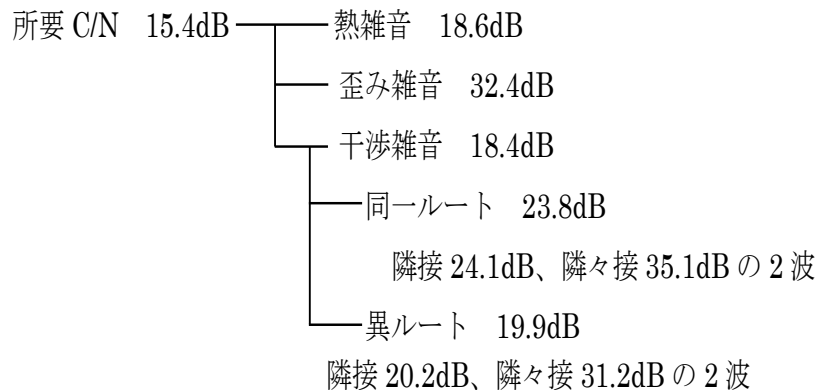 所要 C/N 15.4dB 熱雑音 18.6dB
歪み雑音 32.4dB
干渉雑音 18.4dB
同一ルート 23.8dB
隣接 24.1dB、隣々接 35.1dB の 2 波
異ルート 19.9dB
隣接 20.2dB、隣々接 31.2dB の 2 波